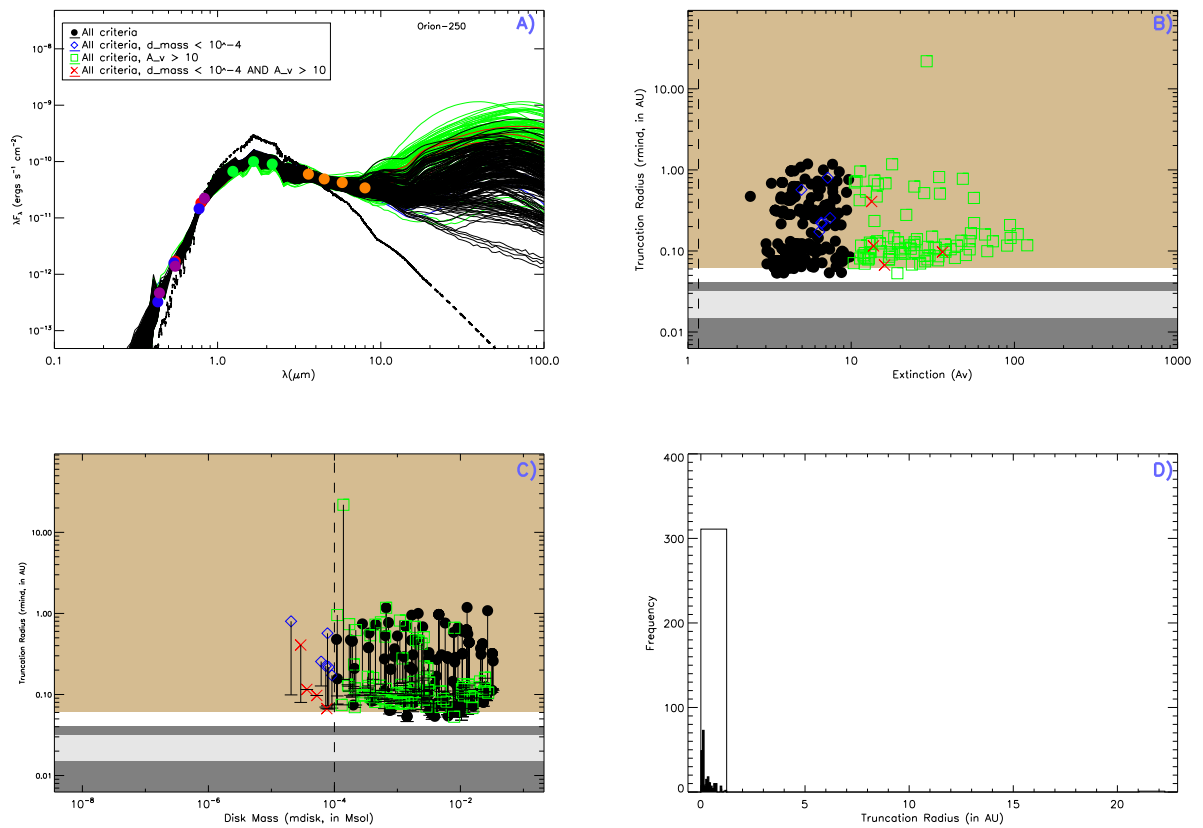 A)
Orion-250
All criteria
All criteria, d_mass < 10^-4
All criteria, A_v > 10
All criteria, d_mass < 10^-4 AND A_v > 10
10⁻⁸
10⁻⁹
10⁻¹⁰
10⁻¹¹
10⁻¹²
10⁻¹³
λFλ (ergs s⁻¹ cm⁻²)
0.1 1.0 10.0 100.0
λ(μm)
B)
10.00
1.00
0.10
0.01
Truncation Radius (rmind, in AU)
1 10 100 1000
Extinction (Av)
C)
10.00
1.00
0.10
0.01
Truncation Radius (rmind, in AU)
10⁻⁸ 10⁻⁶ 10⁻⁴ 10⁻²
Disk Mass (mdisk, in Msol)
D)
400
300
200
100
0
Frequency
0 5 10 15 20
Truncation Radius (in AU)